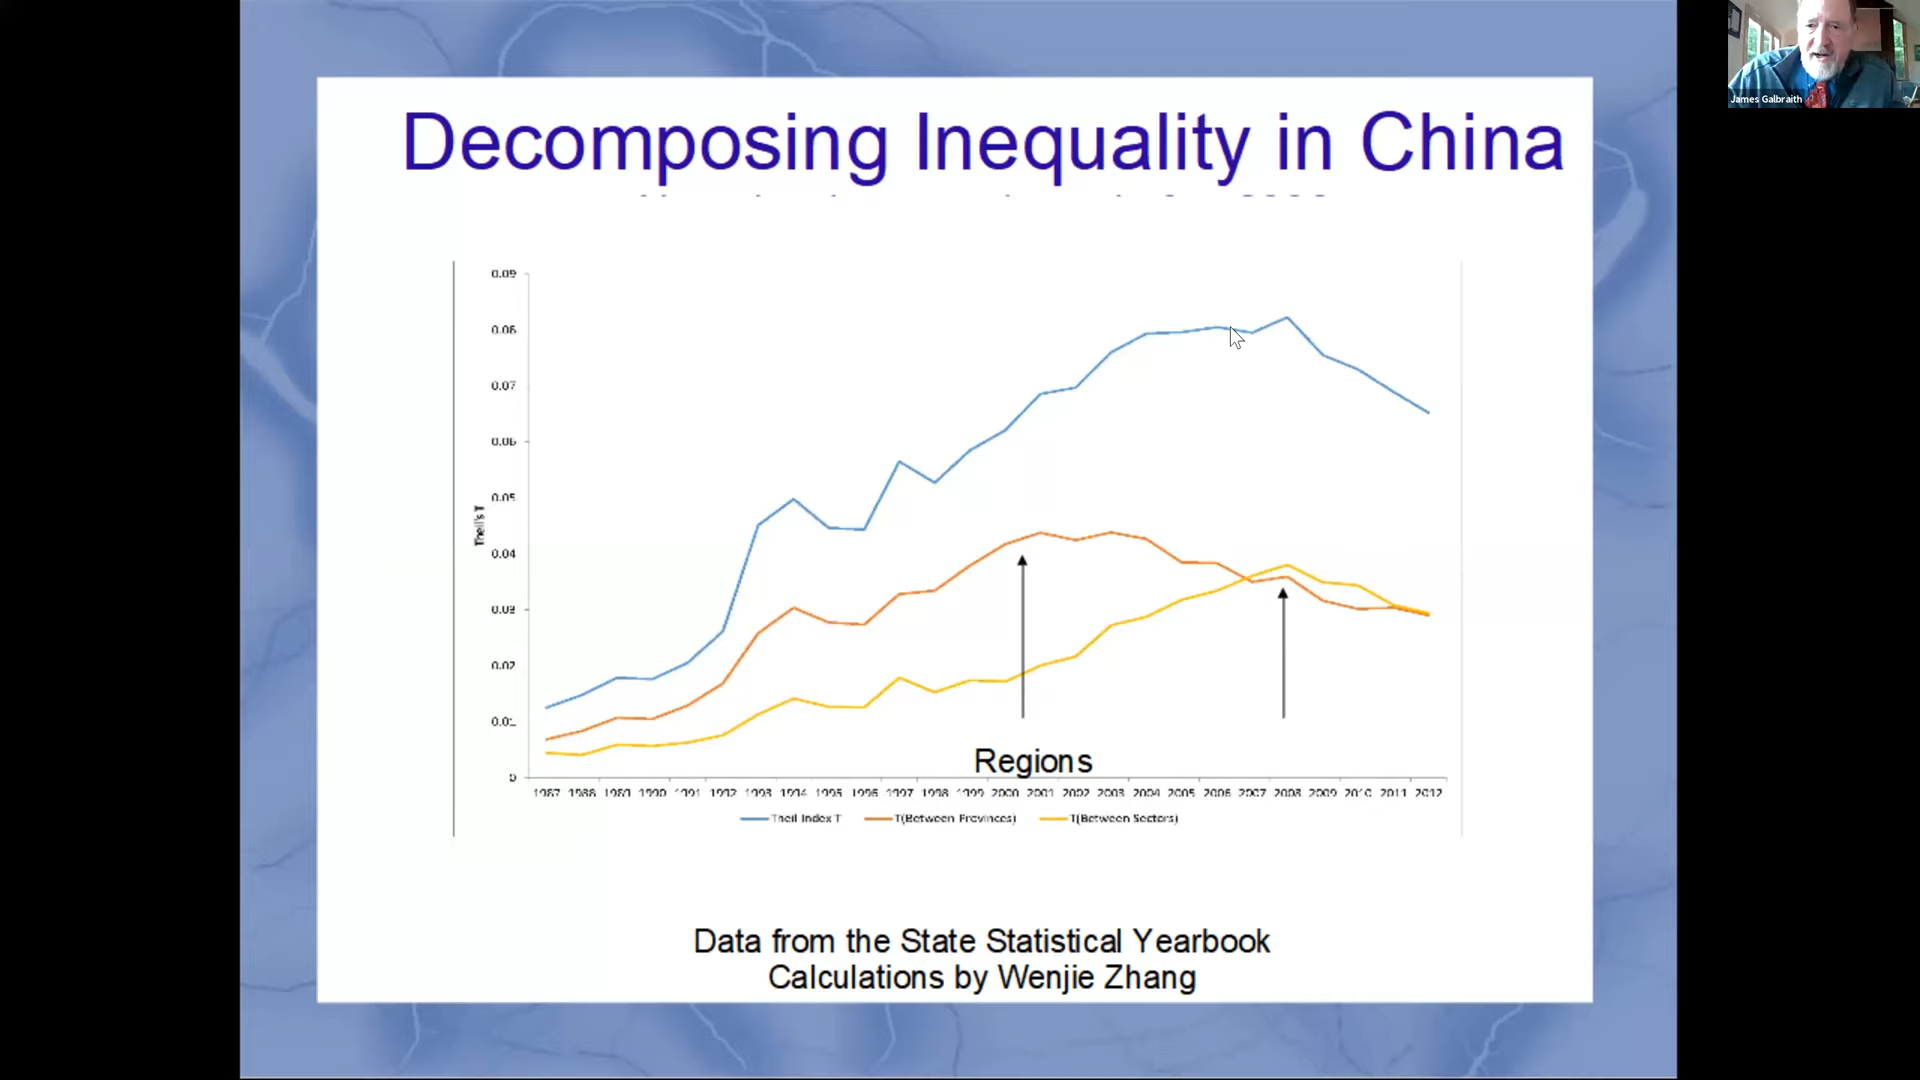 James Galbraith
Decomposing Inequality in China
0.09
0.08
0.07
0.06
0.05
0.04
0.03
0.02
0.01
0
Theil's T
Regions
1987 1988 1989 1990 1991 1992 1993 1994 1995 1996 1997 1998 1999 2000 2001 2002 2003 2004 2005 2006 2007 2008 2009 2010 2011 2012
Theil Index T T(Between Provinces) T(Between Sectors)
Data from the State Statistical Yearbook
Calculations by Wenjie Zhang